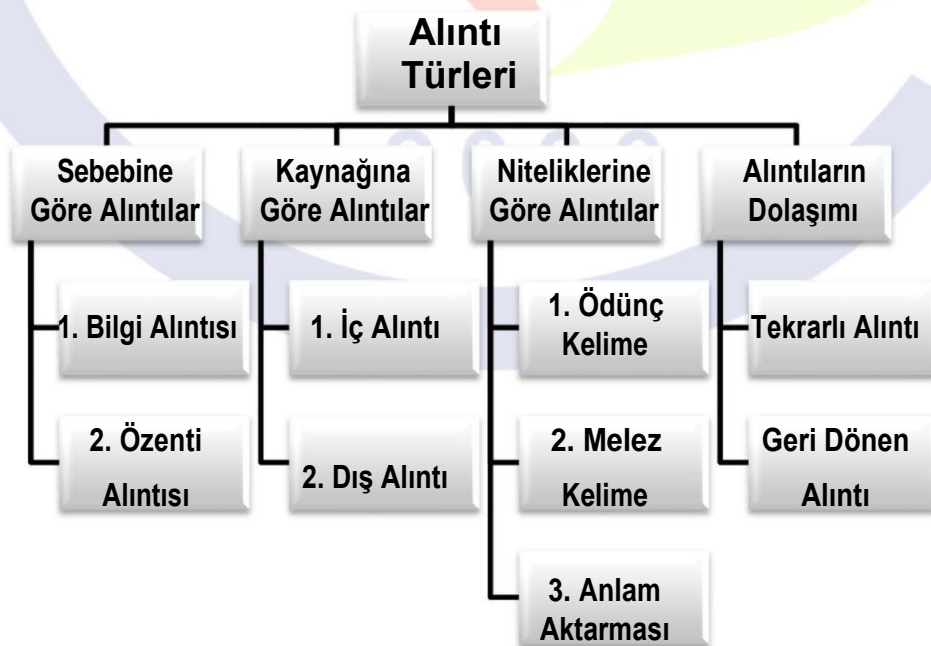 Alıntı
Türleri
Sebebine
Göre Alıntılar
Kaynağına
Göre Alıntılar
Niteliklerine
Göre Alıntılar
Alıntıların
Dolaşımı
1. Bilgi Alıntısı
2. Özenti
Alıntısı
1. İç Alıntı
2. Dış Alıntı
1. Ödünç
Kelime
2. Melez
Kelime
3. Anlam
Aktarması
Tekrarlı Alıntı
Geri Dönen
Alıntı